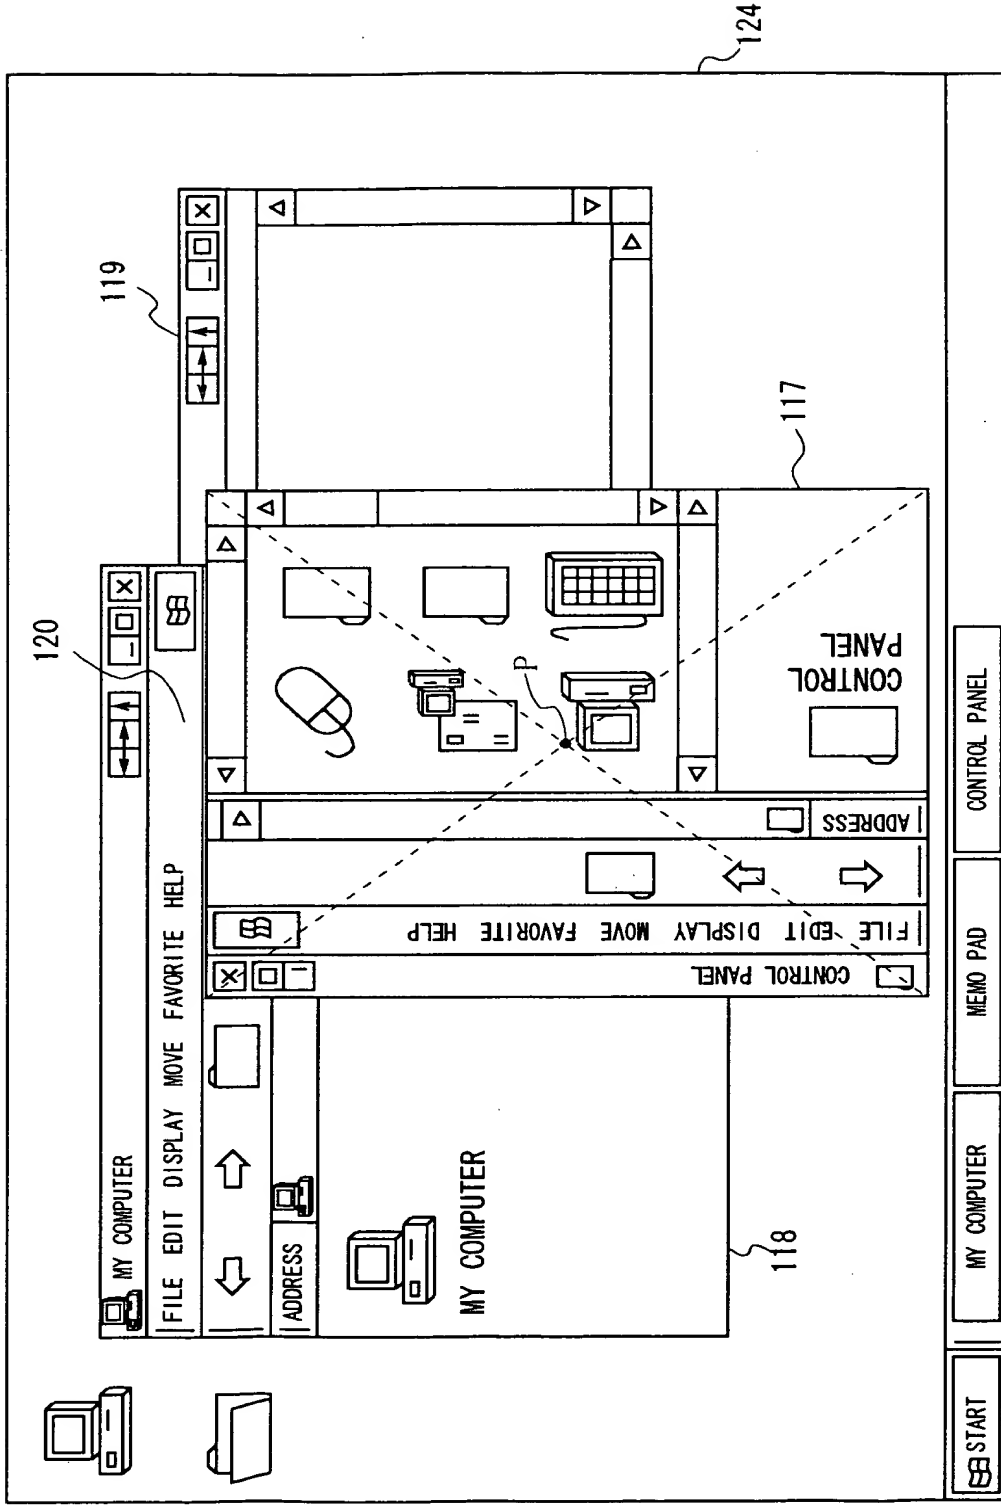 124
119
120
MY COMPUTER
FILE EDIT DISPLAY MOVE FAVORITE HELP
ADDRESS
MY COMPUTER
118
CONTROL PANEL
FILE EDIT DISPLAY MOVE FAVORITE HELP
ADDRESS
CONTROL
PANEL
P
117
START
MY COMPUTER
MEMO PAD
CONTROL PANEL